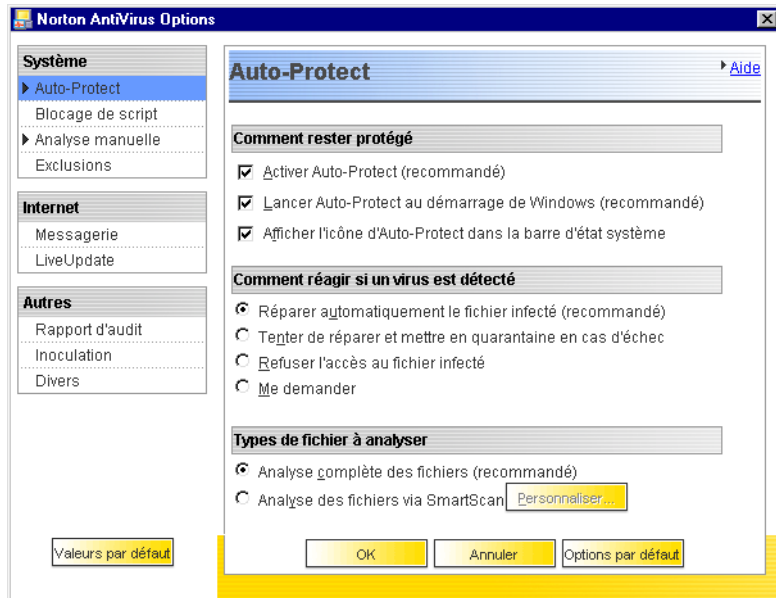 Norton AntiVirus Options
Système
Auto-Protect
Blocage de script
Analyse manuelle
Exclusions
Internet
Messagerie
LiveUpdate
Autres
Rapport d'audit
Inoculation
Divers
Valeurs par défaut
Auto-Protect
Aide
Comment rester protégé
Activer Auto-Protect (recommandé)
Lancer Auto-Protect au démarrage de Windows (recommandé)
Afficher l'icône d'Auto-Protect dans la barre d'état système
Comment réagir si un virus est détecté
Réparer automatiquement le fichier infecté (recommandé)
Tenter de réparer et mettre en quarantaine en cas d'échec
Refuser l'accès au fichier infecté
Me demander
Types de fichier à analyser
Analyse complète des fichiers (recommandé)
Analyse des fichiers via SmartScan
Personnaliser...
OK
Annuler
Options par défaut